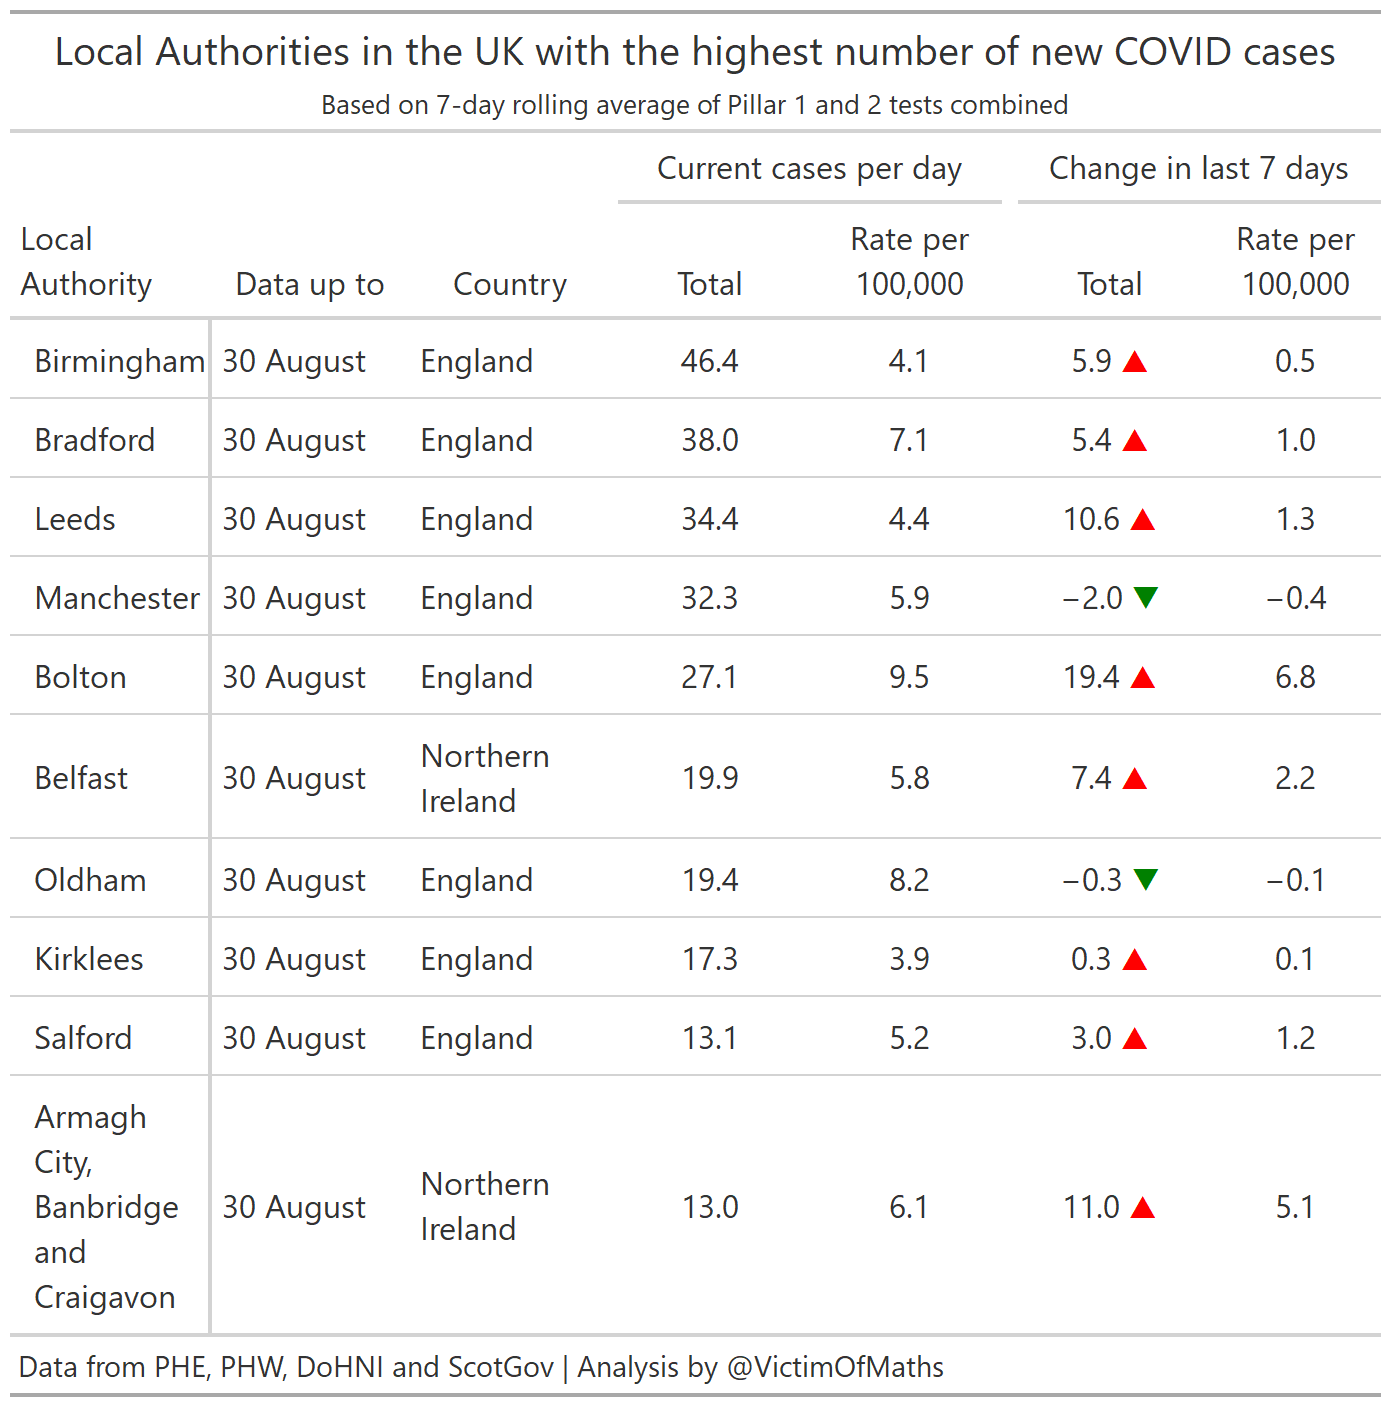 Local Authorities in the UK with the highest number of new COVID cases
Based on 7-day rolling average of Pillar 1 and 2 tests combined
Current cases per day Change in last 7 days
Local Authority Data up to Country Total Rate per 100,000 Total Rate per 100,000
Birmingham 30 August England 46.4 4.1 5.9 ▲ 0.5
Bradford 30 August England 38.0 7.1 5.4 ▲ 1.0
Leeds 30 August England 34.4 4.4 10.6 ▲ 1.3
Manchester 30 August England 32.3 5.9 −2.0 ▼ −0.4
Bolton 30 August England 27.1 9.5 19.4 ▲ 6.8
Belfast 30 August Northern Ireland 19.9 5.8 7.4 ▲ 2.2
Oldham 30 August England 19.4 8.2 −0.3 ▼ −0.1
Kirklees 30 August England 17.3 3.9 0.3 ▲ 0.1
Salford 30 August England 13.1 5.2 3.0 ▲ 1.2
Armagh City, Banbridge and Craigavon 30 August Northern Ireland 13.0 6.1 11.0 ▲ 5.1
Data from PHE, PHW, DoHNI and ScotGov | Analysis by @VictimOfMaths